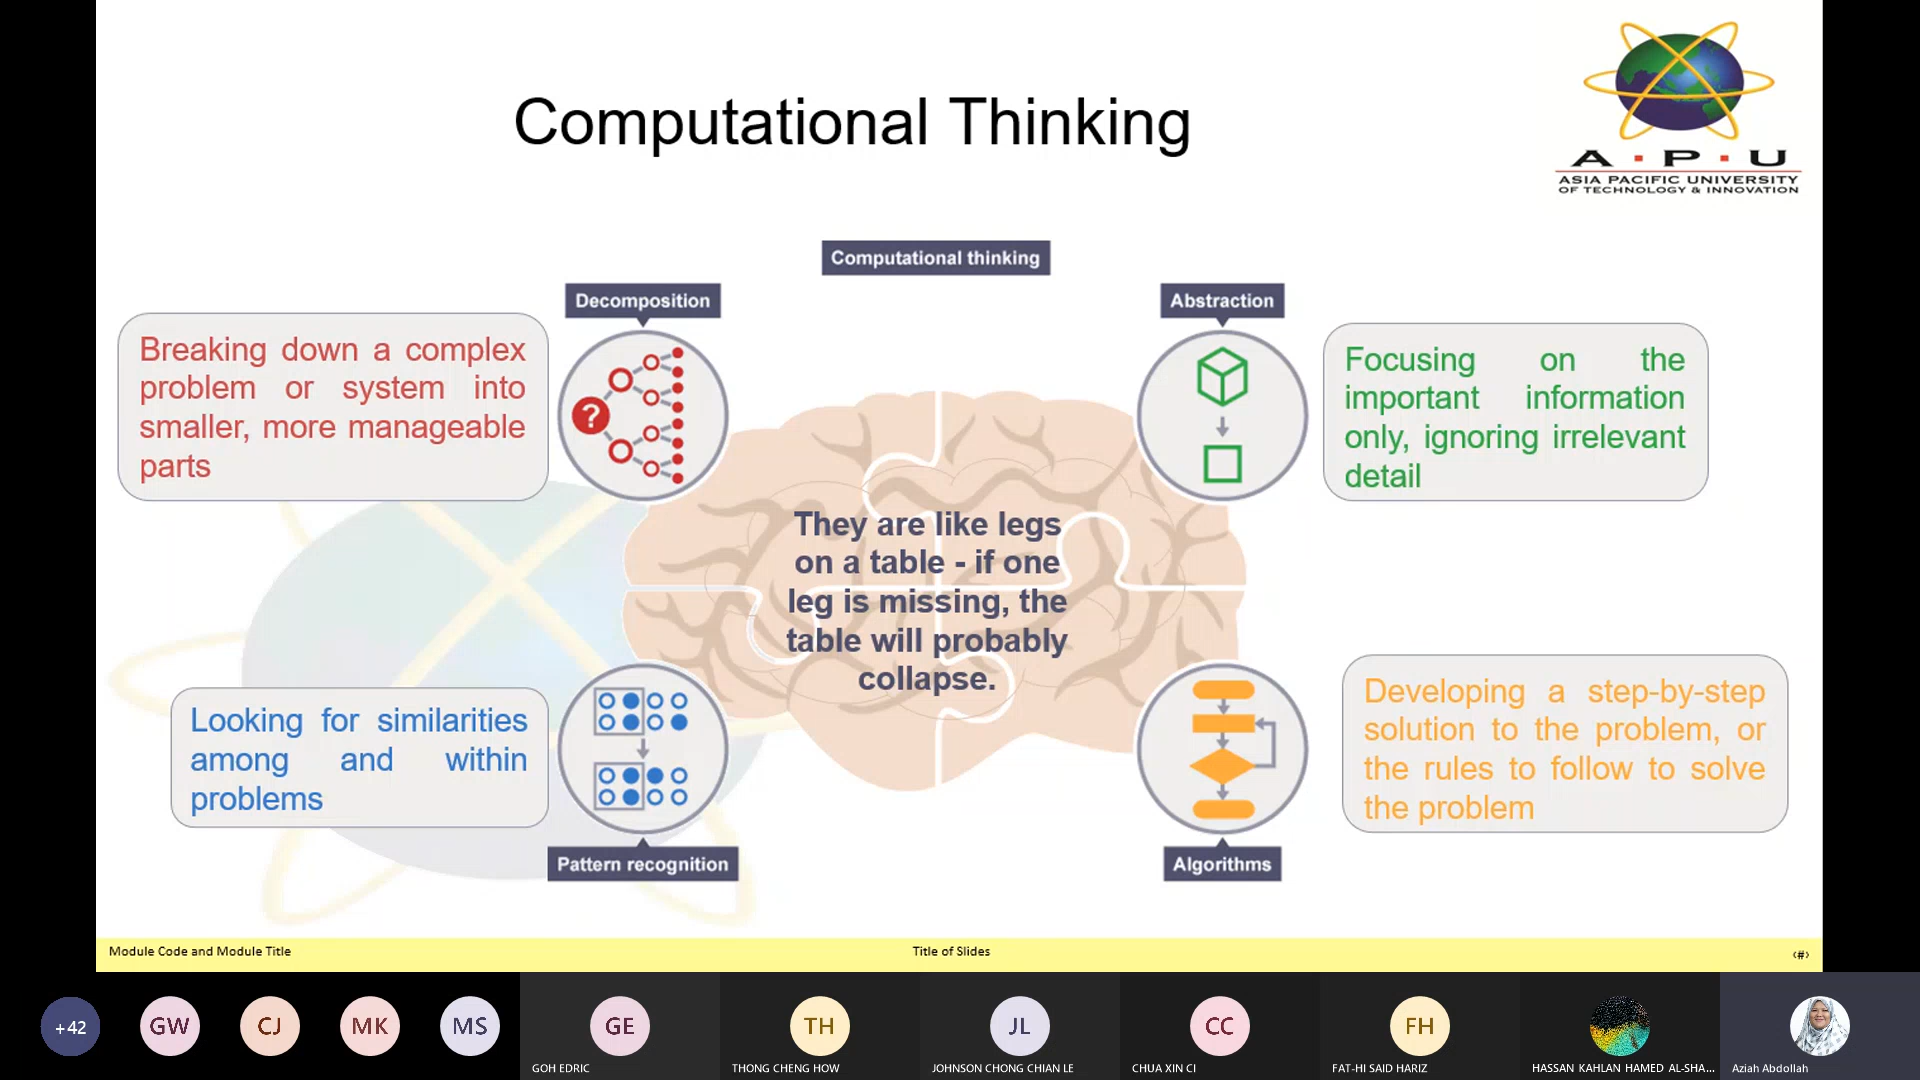 Computational Thinking
A · P · U
ASIA PACIFIC UNIVERSITY
OF TECHNOLOGY & INNOVATION
Computational thinking
Decomposition
Abstraction
Breaking down a complex
problem or system into
smaller, more manageable
parts
?
Focusing on the
important information
only, ignoring irrelevant
detail
They are like legs
on a table - if one
leg is missing, the
table will probably
collapse.
Looking for similarities
among and within
problems
Developing a step-by-step
solution to the problem, or
the rules to follow to solve
the problem
Pattern recognition
Algorithms
Module Code and Module Title
Title of Slides
‹#›
+42
GW
CJ
MK
MS
GE
GOH EDRIC
TH
THONG CHENG HOW
JL
JOHNSON CHONG CHIAN LE
CC
CHUA XIN CI
FH
FAT-HI SAID HARIZ
HASSAN KAHLAN HAMED AL-SHA...
Aziah Abdollah